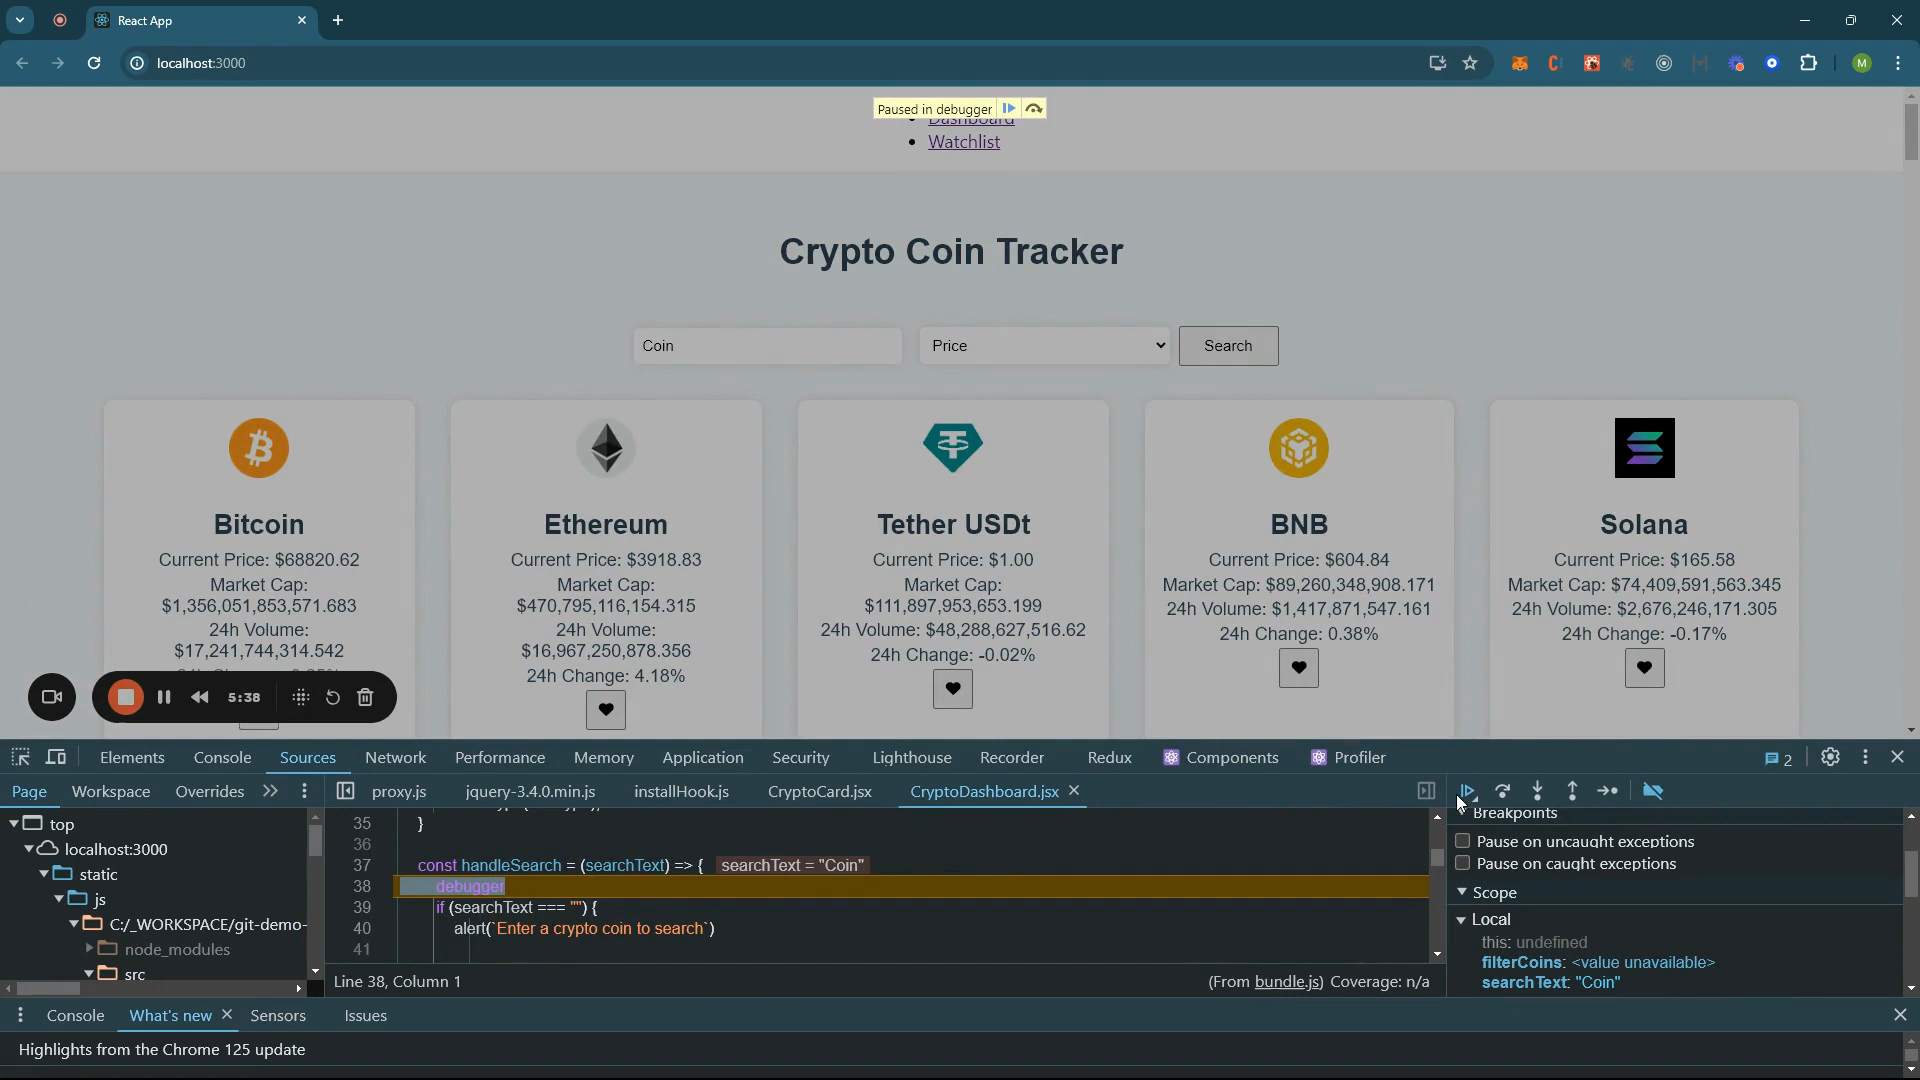 React App
localhost:3000
M
Paused in debugger
Dashboard
Watchlist
Crypto Coin Tracker
Coin
Price
Search
Bitcoin
Current Price: $68820.62
Market Cap:
$1,356,051,853,571.683
24h Volume:
$17,241,744,314.542
Ethereum
Current Price: $3918.83
Market Cap:
$470,795,116,154.315
24h Volume:
$16,967,250,878.356
24h Change: 4.18%
Tether USDt
Current Price: $1.00
Market Cap:
$111,897,953,653.199
24h Volume: $48,288,627,516.62
24h Change: -0.02%
BNB
Current Price: $604.84
Market Cap: $89,260,348,908.171
24h Volume: $1,417,871,547.161
24h Change: 0.38%
Solana
Current Price: $165.58
Market Cap: $74,409,591,563.345
24h Volume: $2,676,246,171.305
24h Change: -0.17%
5:38
Elements Console Sources Network Performance Memory Application Security Lighthouse Recorder Redux Components Profiler 2
Page Workspace Overrides
proxy.js jquery-3.4.0.min.js installHook.js CryptoCard.jsx CryptoDashboard.jsx
top
localhost:3000
static
js
C:/_WORKSPACE/git-demo-
node_modules
src
35 }
36
37 const handleSearch = (searchText) => { searchText = "Coin"
38 debugger
39 if (searchText === "") {
40 alert(`Enter a crypto coin to search`)
41
Line 38, Column 1
(From bundle.js) Coverage: n/a
Breakpoints
Pause on uncaught exceptions
Pause on caught exceptions
Scope
Local
this: undefined
filterCoins: <value unavailable>
searchText: "Coin"
Console What's new Sensors Issues
Highlights from the Chrome 125 update